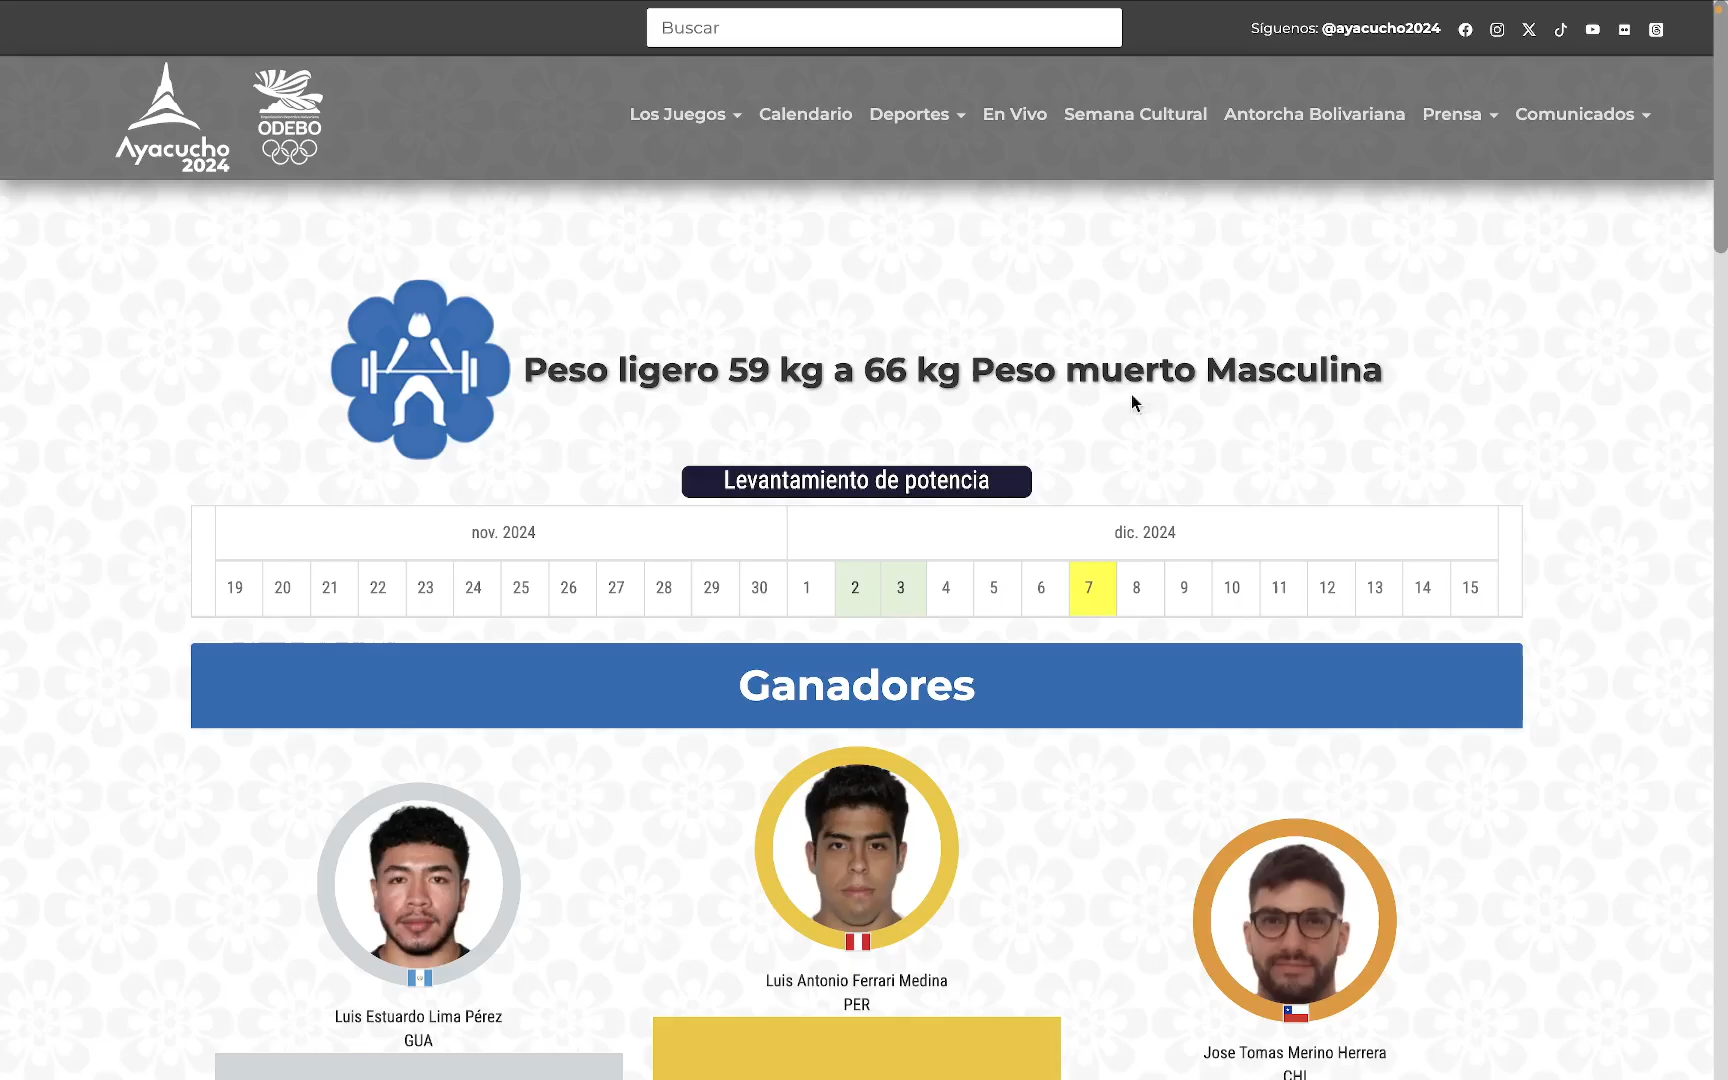 Buscar
Síguenos: @ayacucho2024
Ayacucho
2024
ODEBO
Los Juegos
Calendario
Deportes
En Vivo
Semana Cultural
Antorcha Bolivariana
Prensa
Comunicados
Peso ligero 59 kg a 66 kg Peso muerto Masculina
Levantamiento de potencia
nov. 2024 dic. 2024
19 20 21 22 23 24 25 26 27 28 29 30 1 2 3 4 5 6 7 8 9 10 11 12 13 14 15
Ganadores
Luis Estuardo Lima Pérez
GUA
Luis Antonio Ferrari Medina
PER
Jose Tomas Merino Herrera
CHI